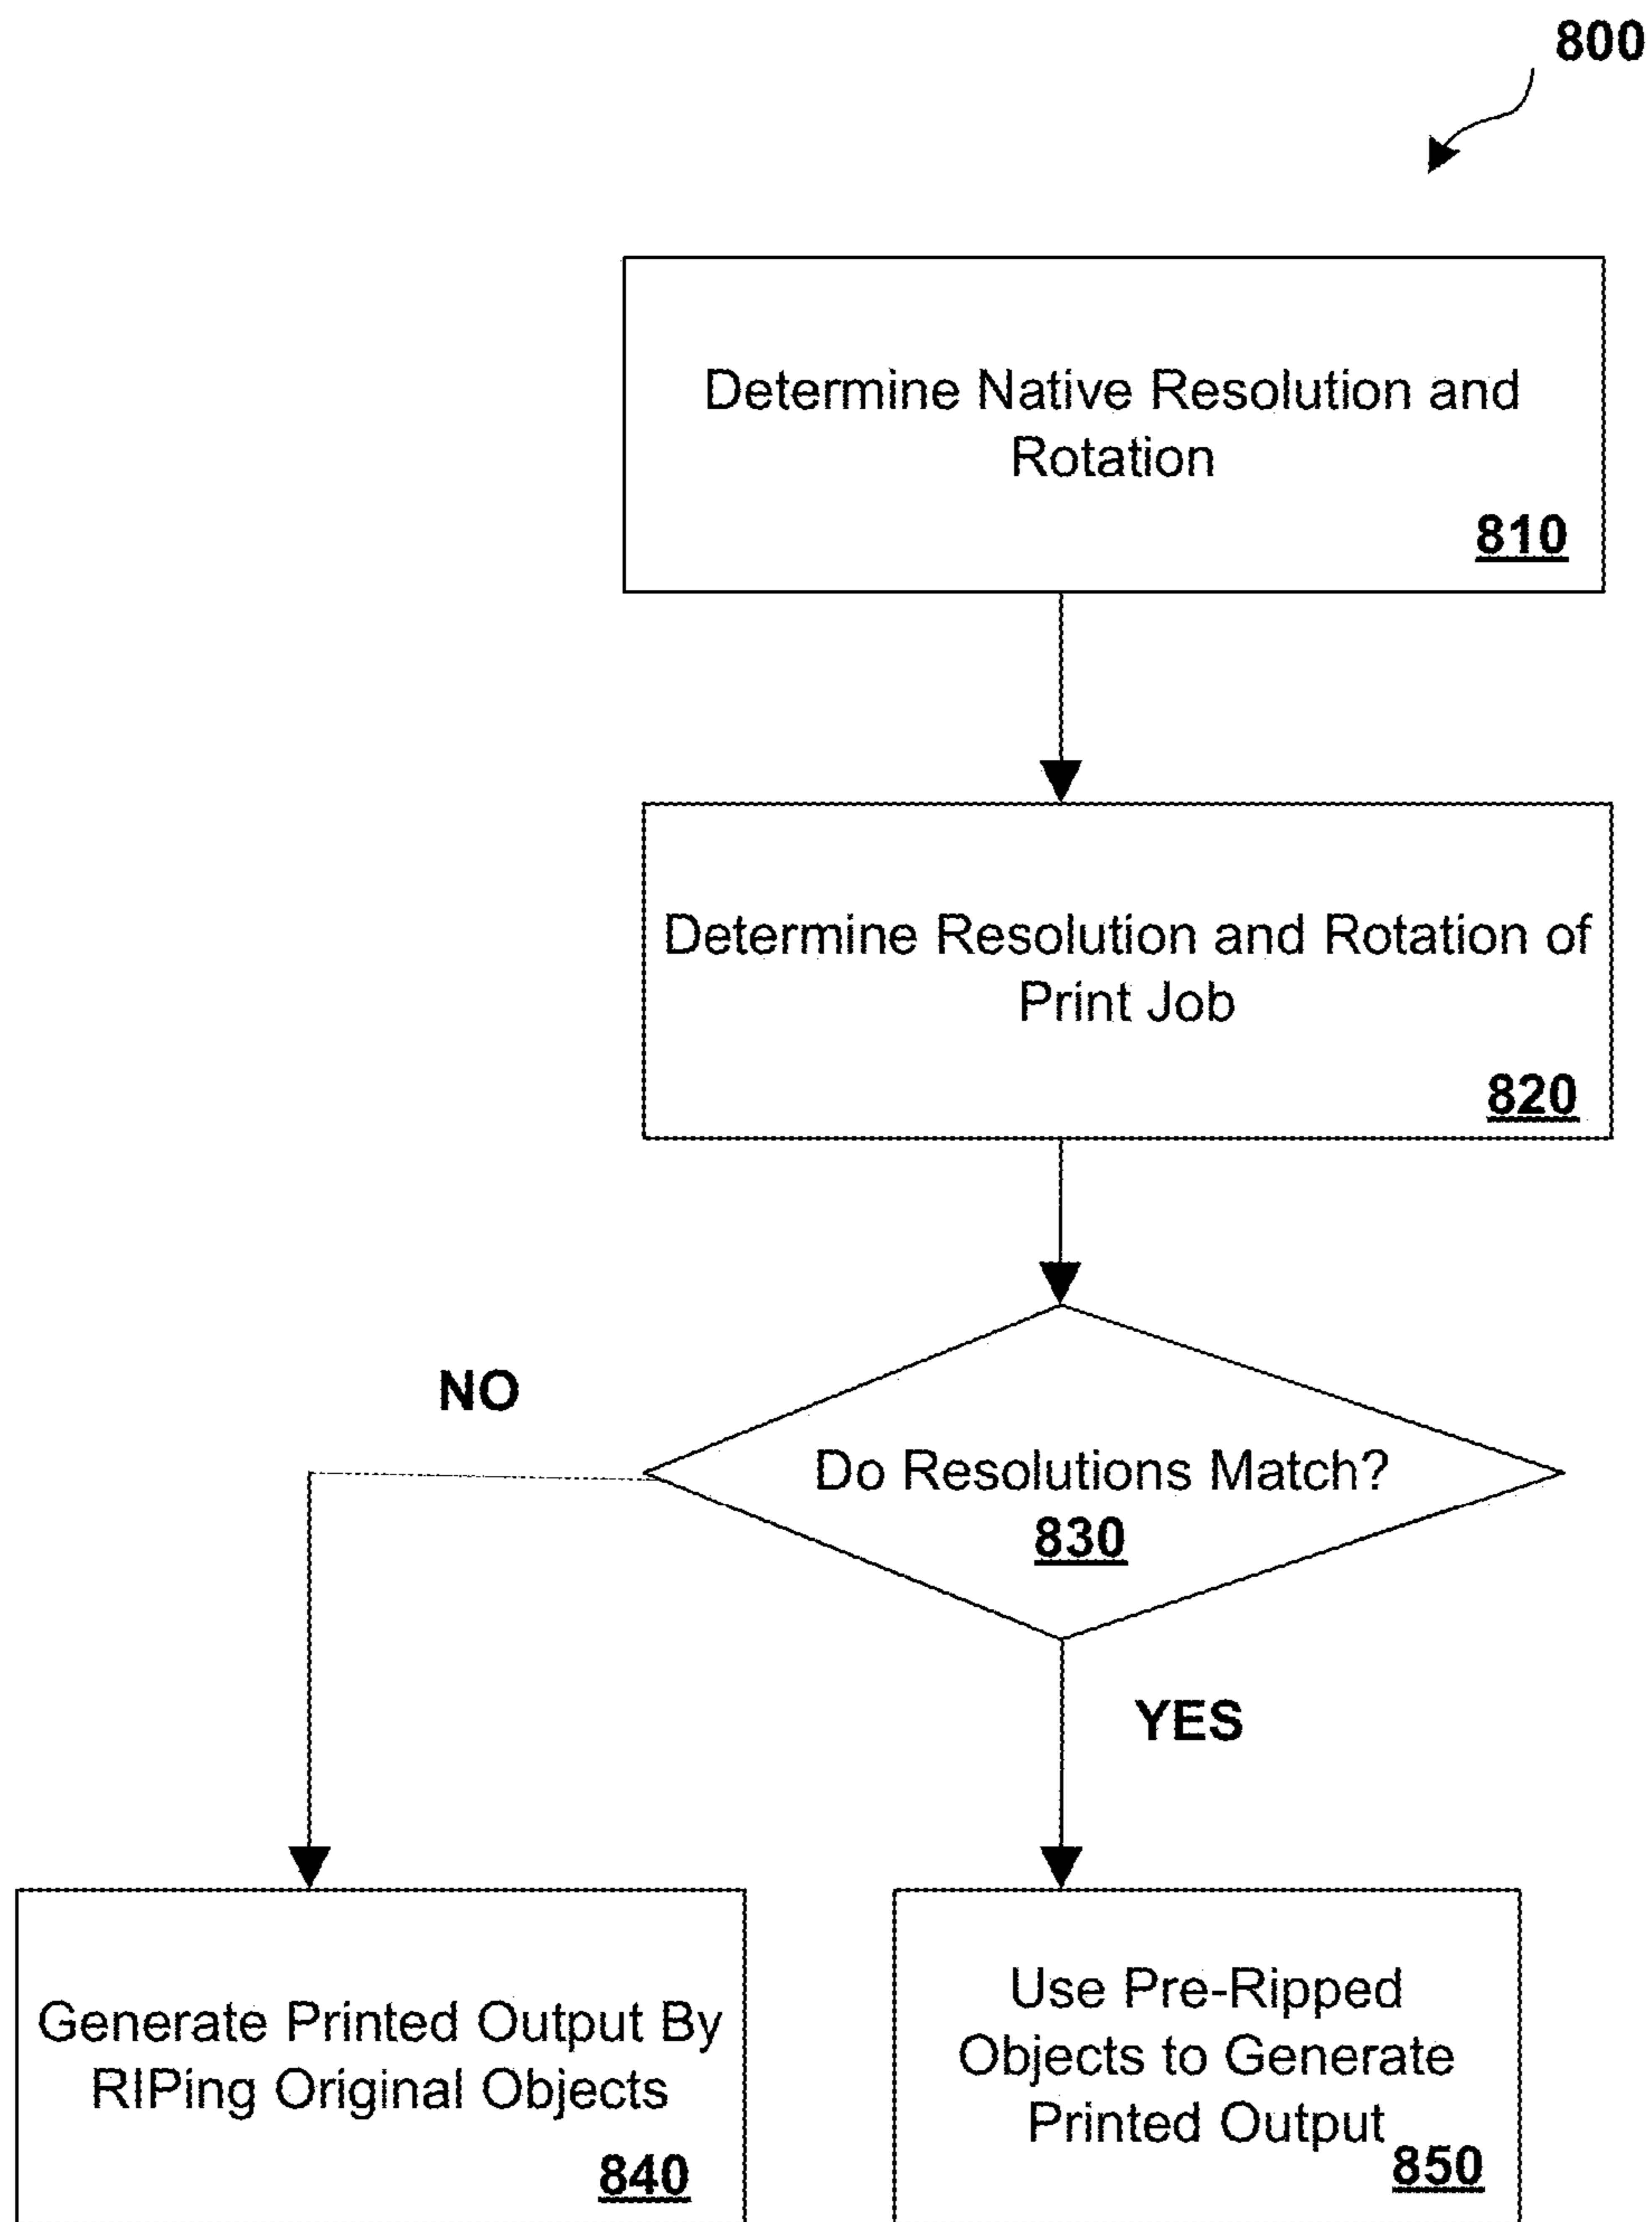 800
Determine Native Resolution and
Rotation
810
Determine Resolution and Rotation of
Print Job
820
NO
Do Resolutions Match?
830
YES
Generate Printed Output By
RIPing Original Objects
840
Use Pre-Ripped
Objects to Generate
Printed Output
850